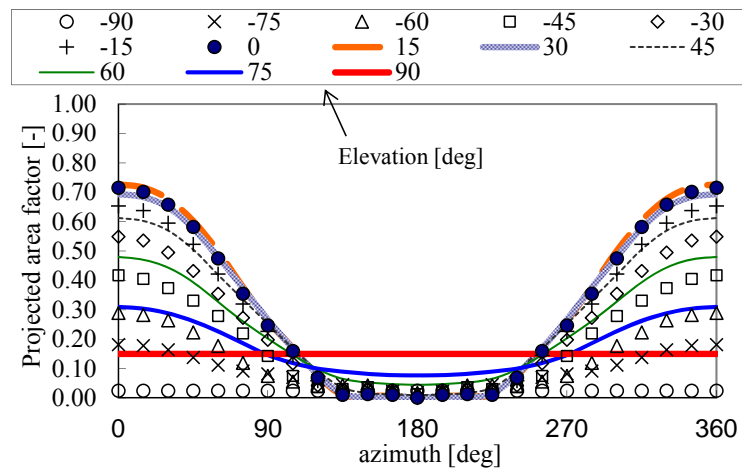 -90 -75 -60 -45 -30
-15 0 15 30 45
60 75 90
Elevation [deg]
Projected area factor [-]
1.00
0.90
0.80
0.70
0.60
0.50
0.40
0.30
0.20
0.10
0.00
0 90 180 270 360
azimuth [deg]